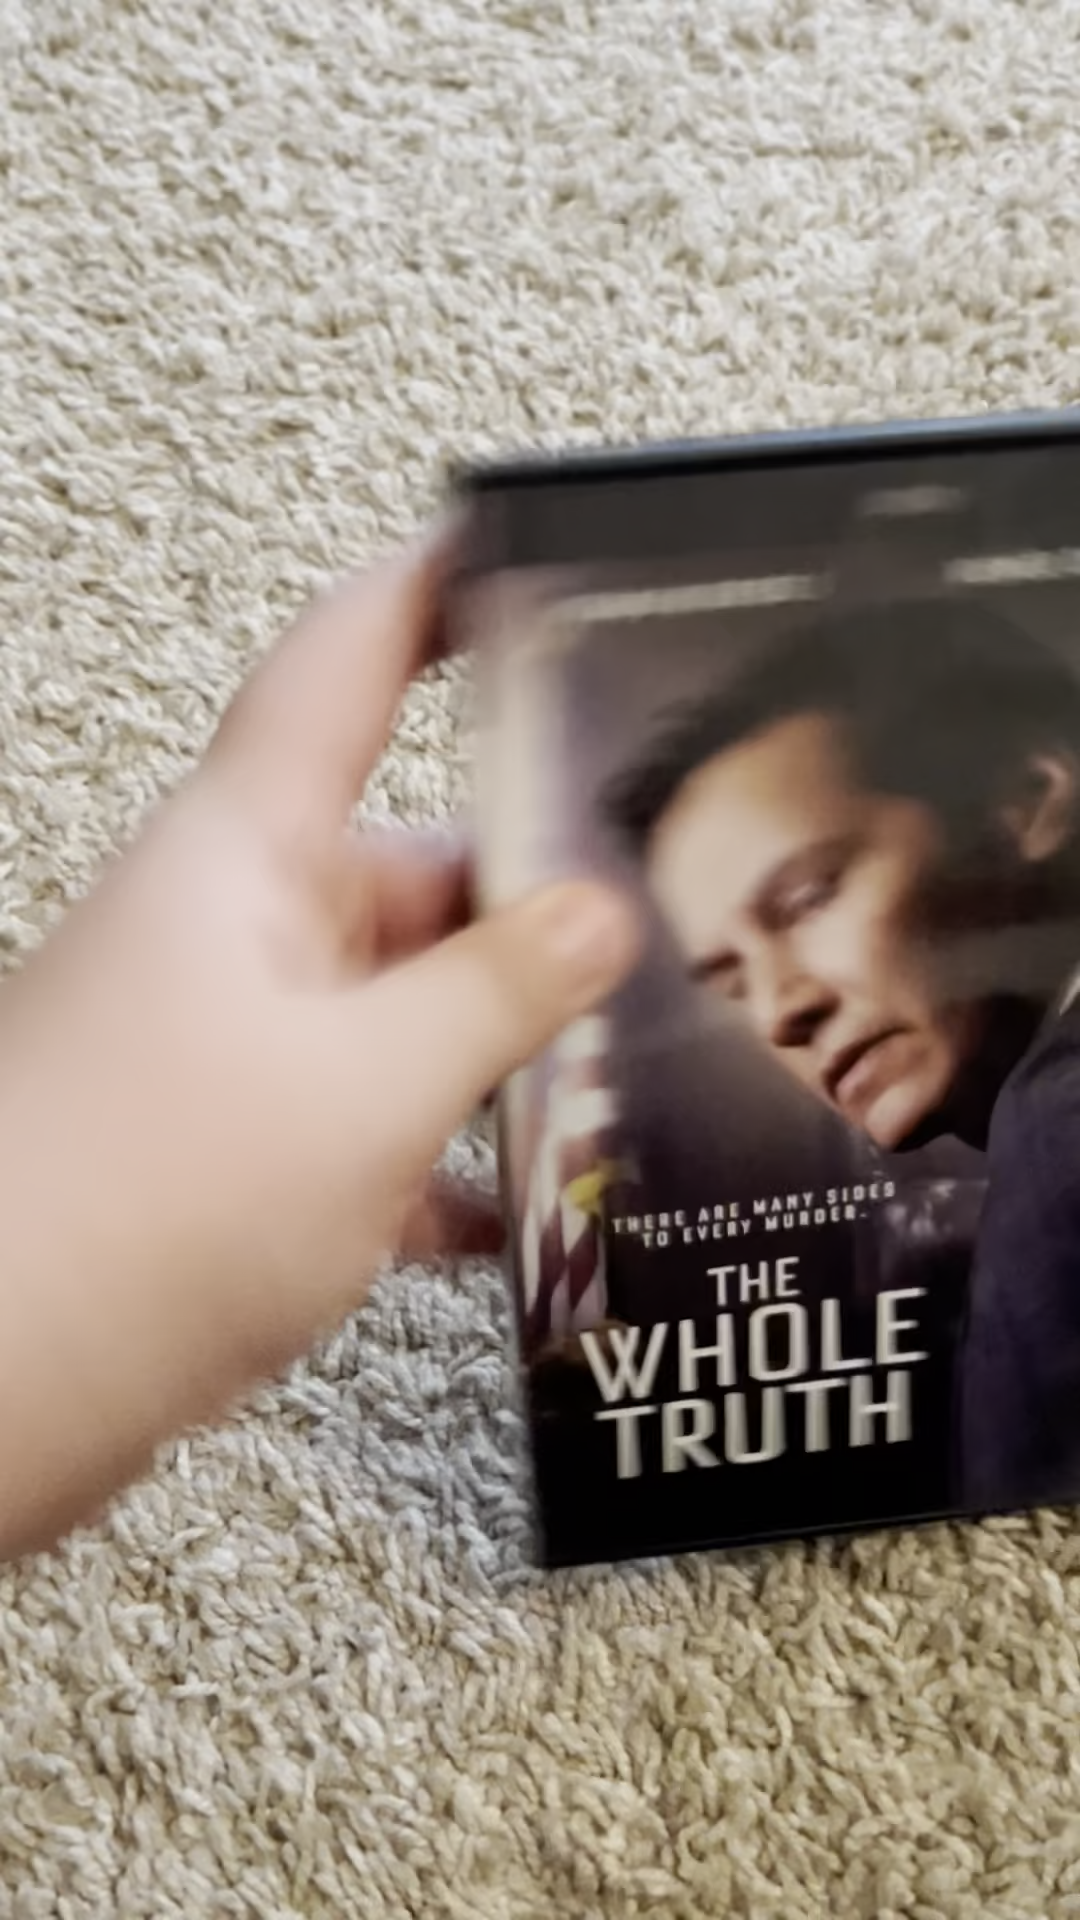 THERE ARE MANY SIDES
TO EVERY MURDER.
THE
WHOLE
TRUTH